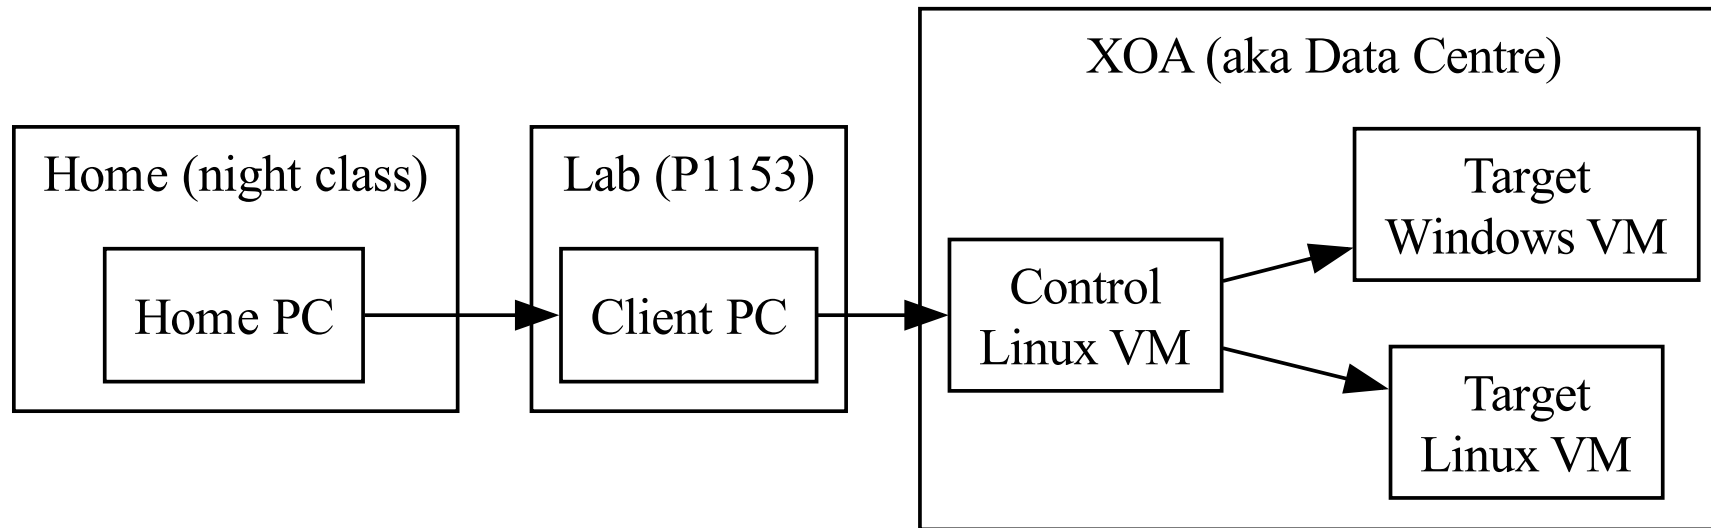 XOA (aka Data Centre)
Home (night class)
Lab (P1153)
Home PC
Client PC
Control
Linux VM
Target
Windows VM
Target
Linux VM